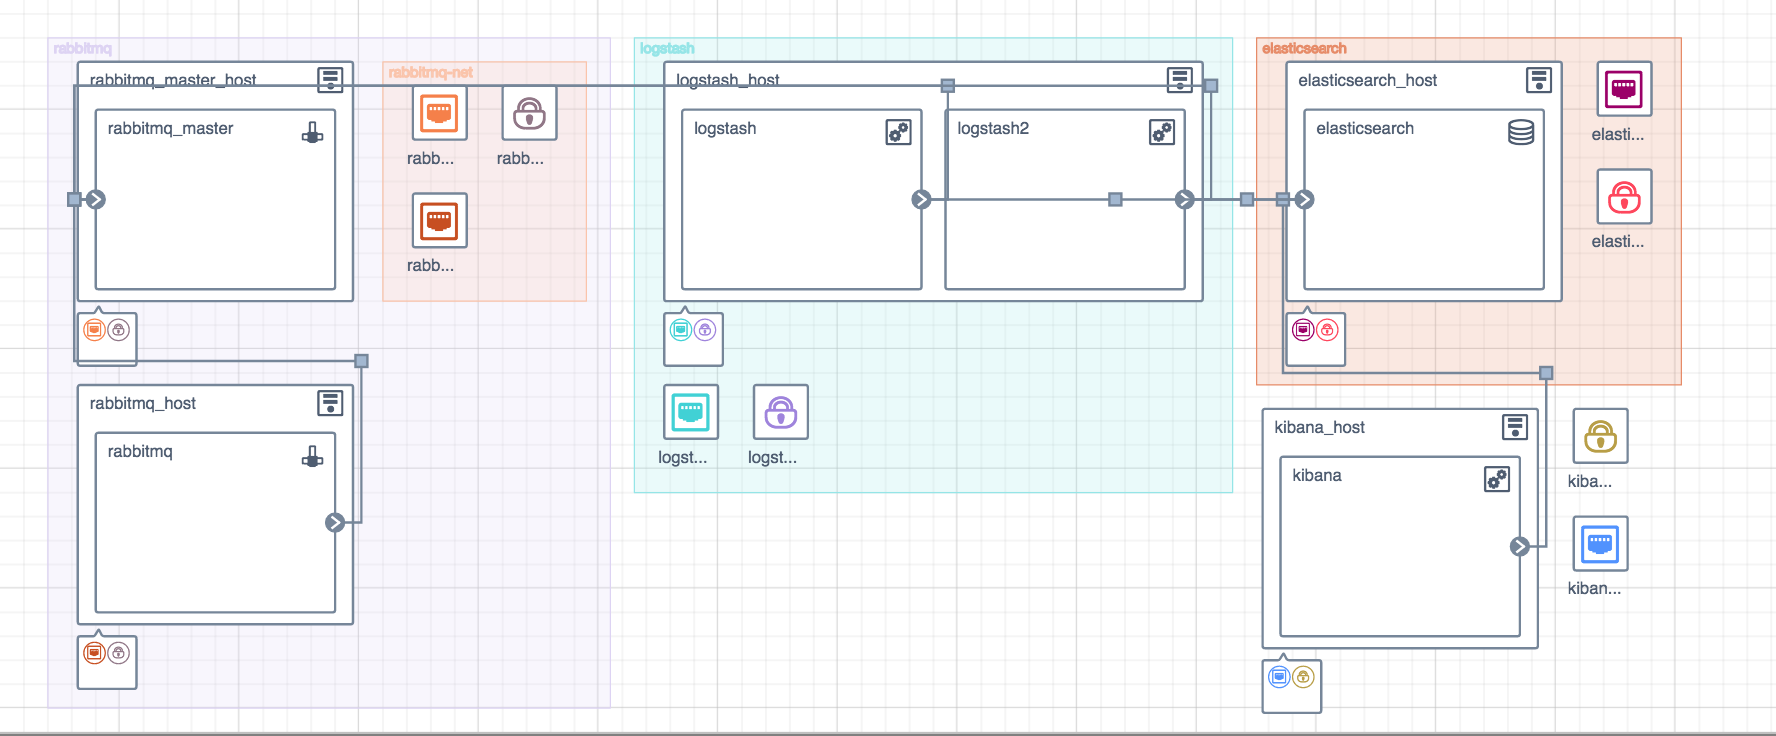 rabbitmq
rabbitmq_master_host
rabbitmq_master
rabbitmq-net
rabb...
rabb...
rabb...
rabbitmq_host
rabbitmq
logstash
logstash_host
logstash
logstash2
logst...
logst...
elasticsearch
elasticsearch_host
elasticsearch
elasti...
elasti...
kibana_host
kibana
kiba...
kiban...